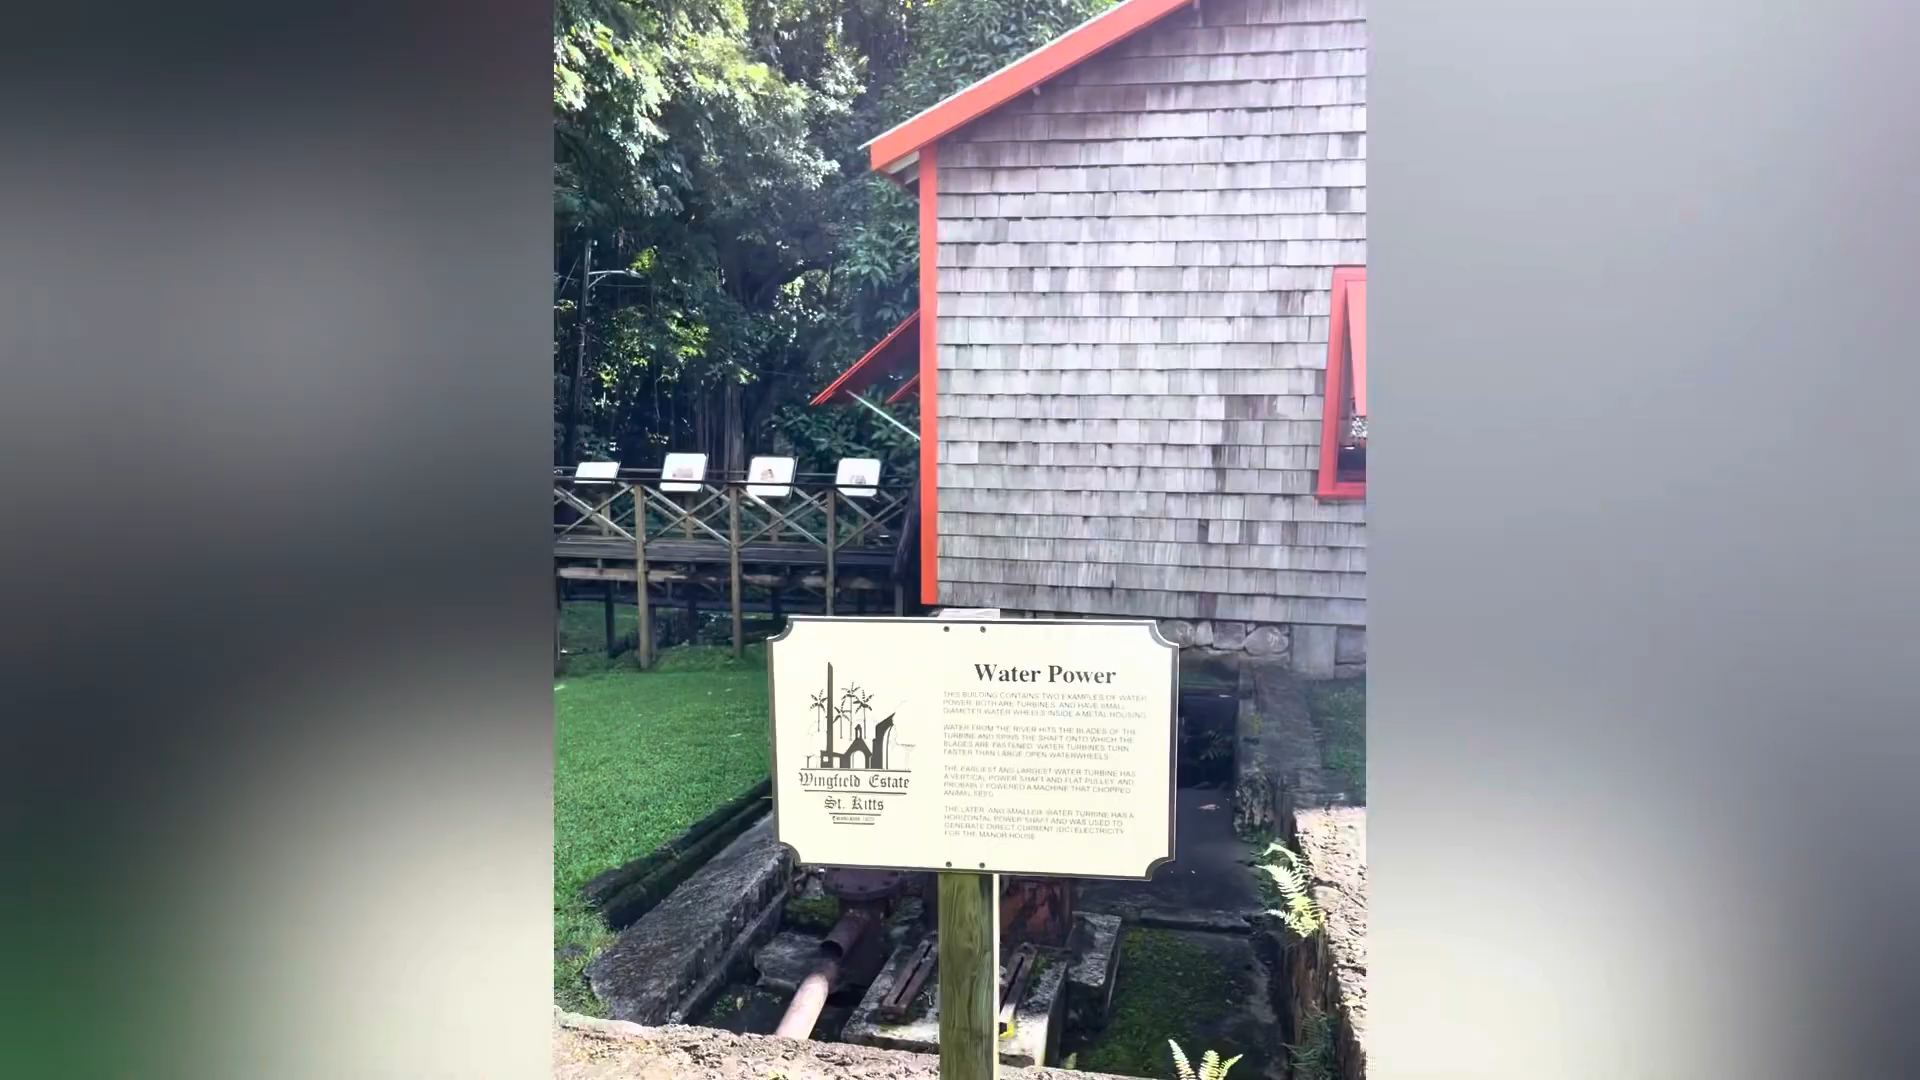 Water Power
THIS BUILDING CONTAINS TWO EXAMPLES OF WATER
POWER. BOTH ARE TURBINES, AND HAVE SMALL
DIAMETER WATER WHEELS INSIDE A METAL HOUSING.
WATER FROM THE RIVER HITS THE BLADES OF THE
TURBINE AND SPINS THE SHAFT ONTO WHICH THE
BLADES ARE FASTENED. WATER TURBINES TURN
FASTER THAN LARGE OPEN WATERWHEELS.
THE EARLIEST AND LARGEST WATER TURBINE HAS
A VERTICAL POWER SHAFT AND FLAT PULLEY, AND
PROBABLY POWERED A MACHINE THAT CHOPPED
ANIMAL FEED.
THE LATER, AND SMALLER, WATER TURBINE HAS A
HORIZONTAL POWER SHAFT AND WAS USED TO
GENERATE DIRECT CURRENT (DC) ELECTRICITY
FOR THE MANOR HOUSE.
Wingfield Estate
St. Kitts